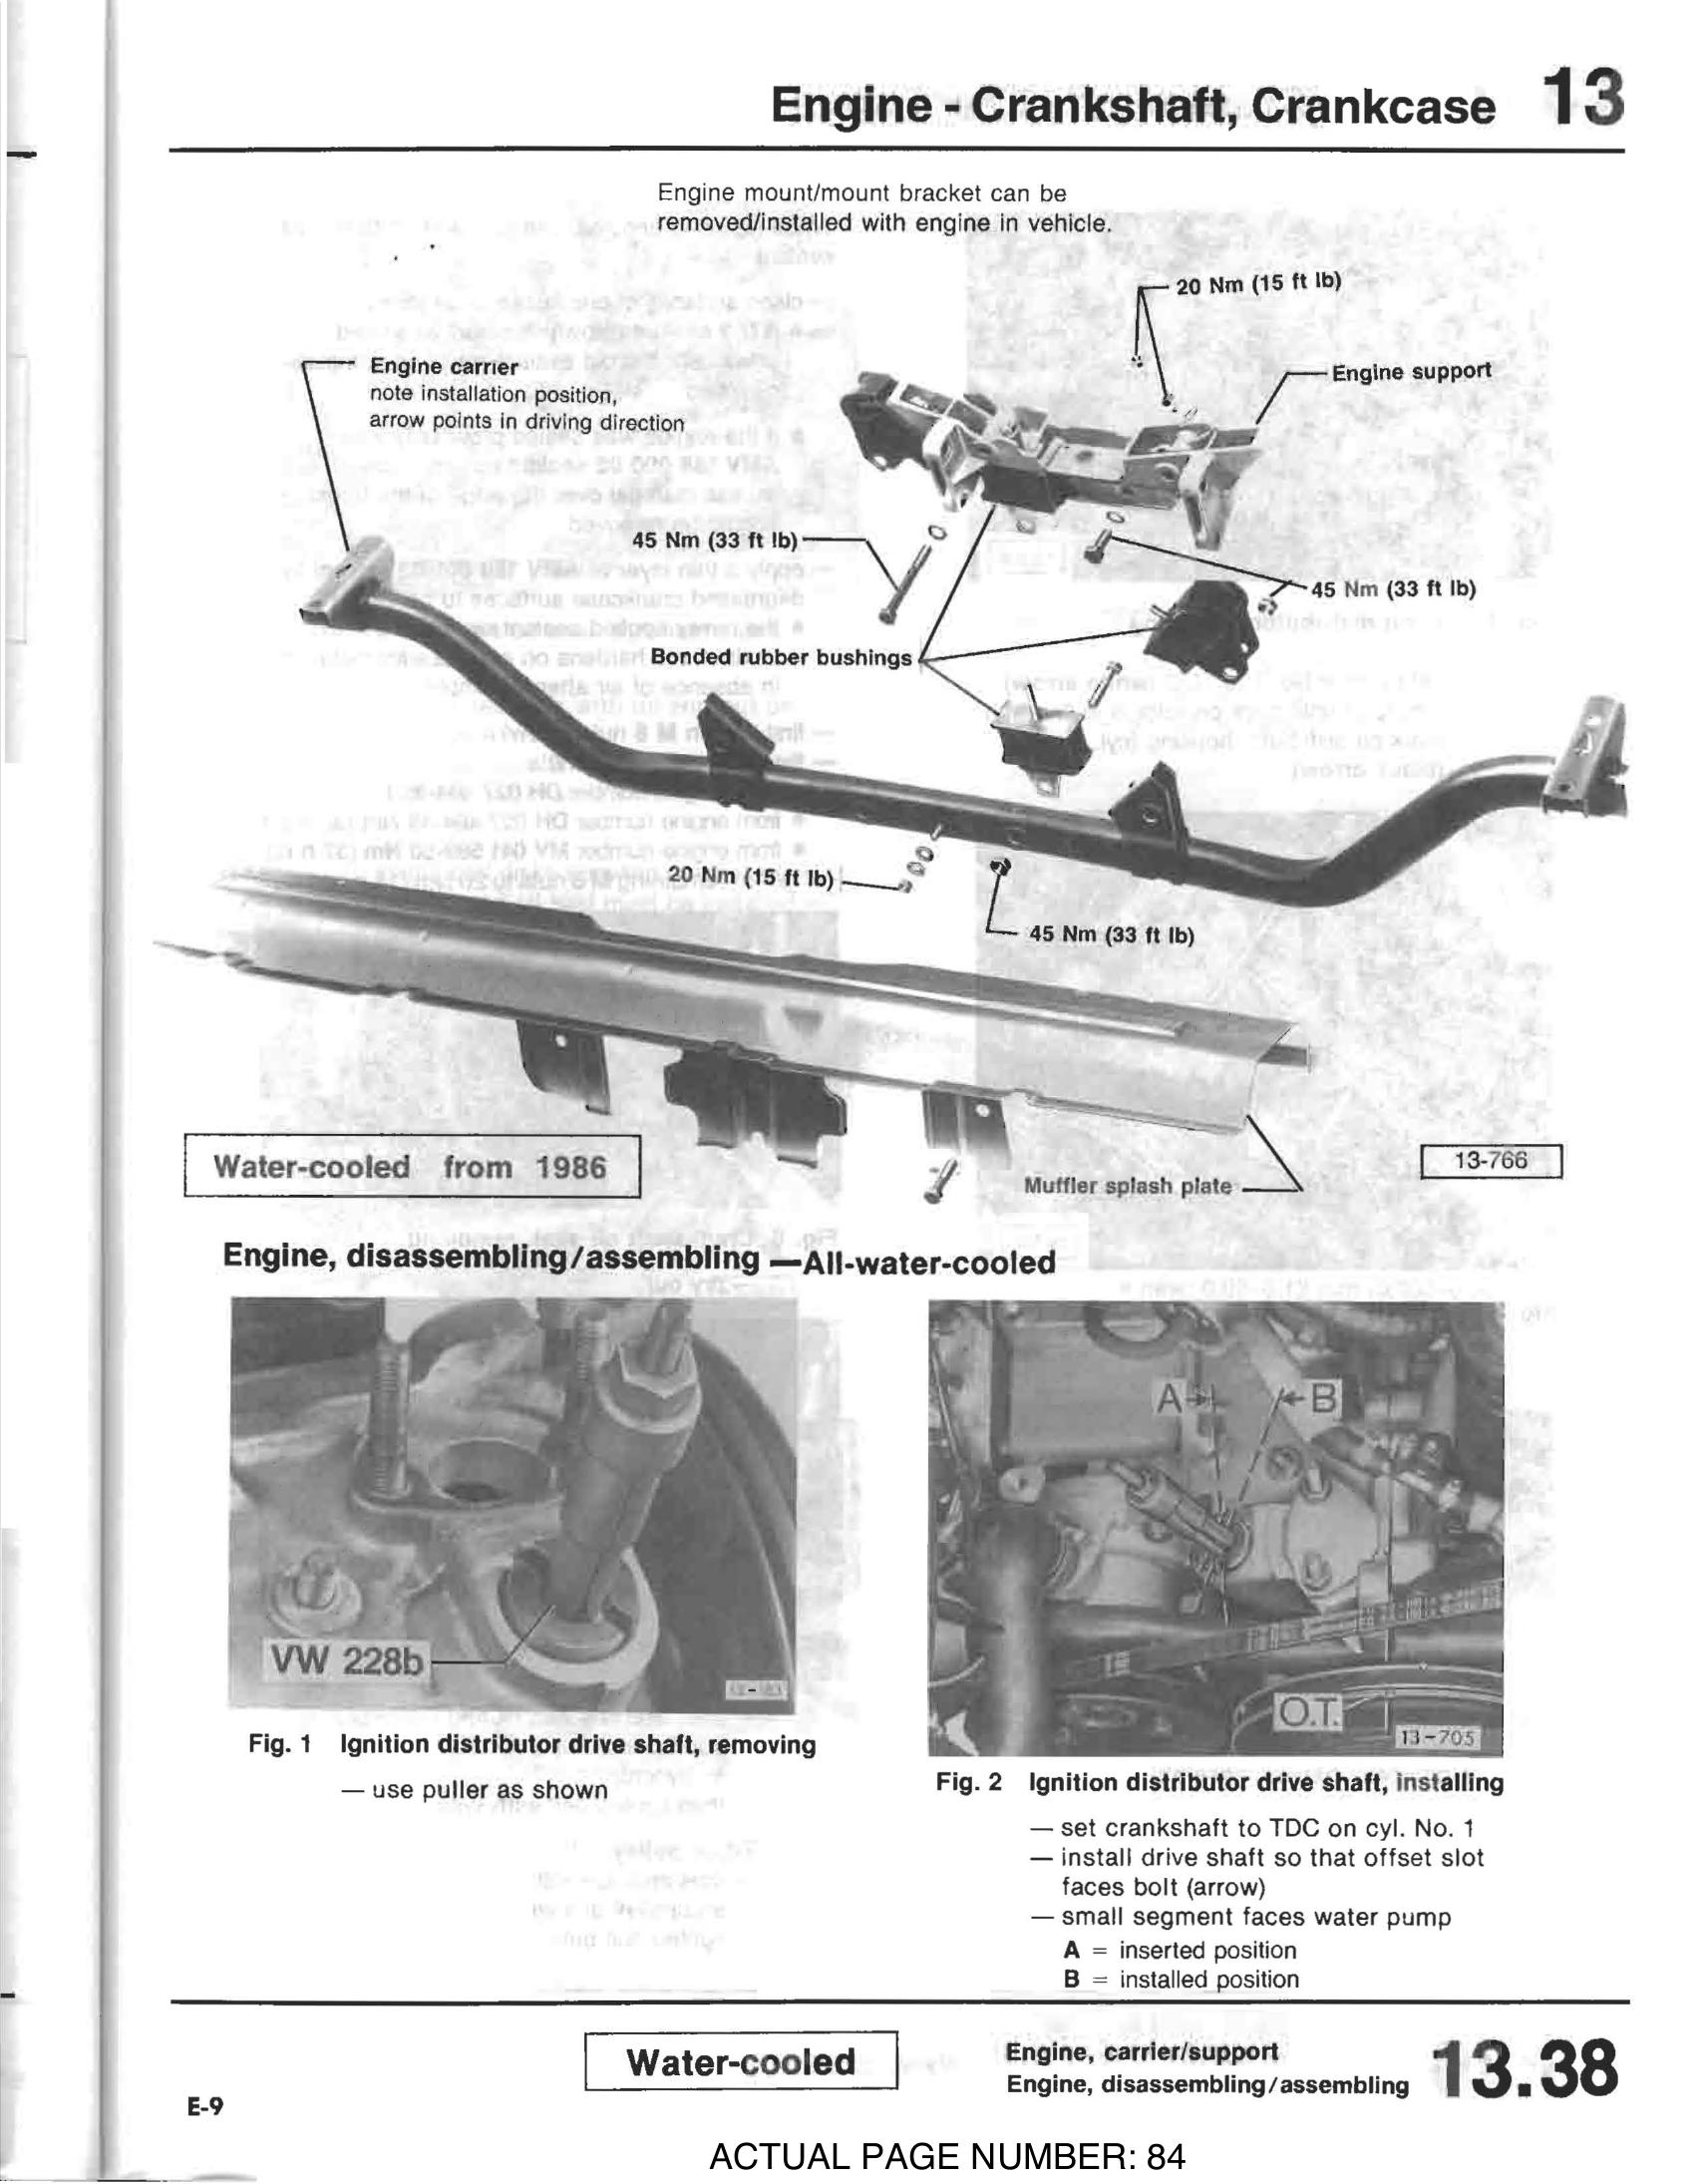 Engine - Crankshaft, Crankcase 13
Engine mount/mount bracket can be
removed/installed with engine in vehicle.
20 Nm (15 ft lb)
Engine carrier
note installation position,
arrow points in driving direction
Engine support
45 Nm (33 ft lb)
45 Nm (33 ft lb)
Bonded rubber bushings
20 Nm (15 ft lb)
45 Nm (33 ft lb)
Water-cooled from 1986
13-766
Muffler splash plate
Engine, disassembling/assembling —All-water-cooled
A
B
VW 228b
O.T.
13-705
Fig. 1 Ignition distributor drive shaft, removing
— use puller as shown
Fig. 2 Ignition distributor drive shaft, installing
— set crankshaft to TDC on cyl. No. 1
— install drive shaft so that offset slot
faces bolt (arrow)
— small segment faces water pump
A = inserted position
B = installed position
Water-cooled
Engine, carrier/support
Engine, disassembling/assembling
13.38
E-9
ACTUAL PAGE NUMBER: 84